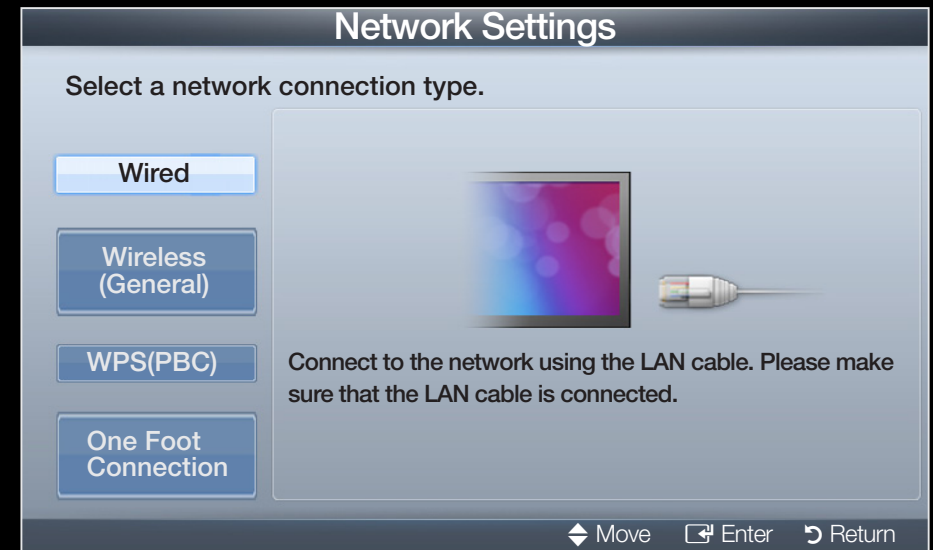 Network Settings
Select a network connection type.
Wired
Wireless
(General)
WPS(PBC)
One Foot
Connection
Connect to the network using the LAN cable. Please make
sure that the LAN cable is connected.
Move Enter Return